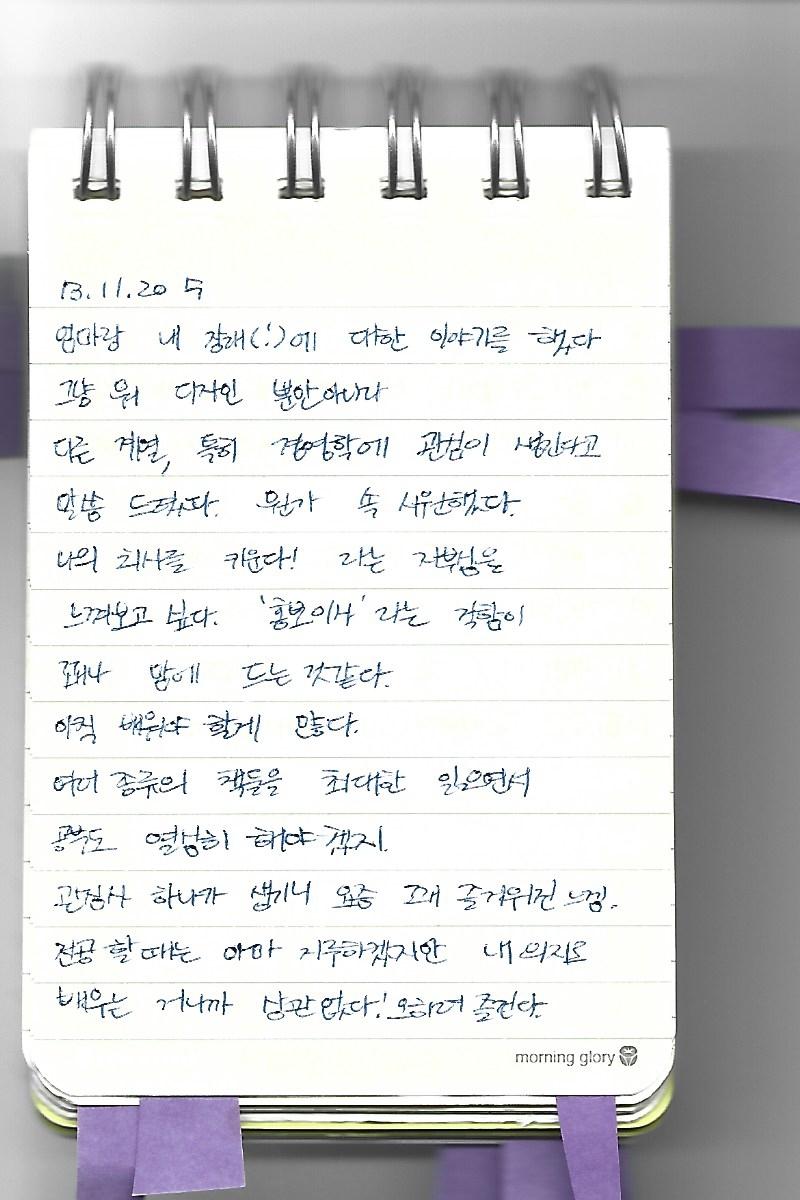 13.11.20 수
엄마랑 내 장래(!)에 대한 이야기를 했다
그냥 뭐 디자인 뿐만아니라
다른 계열, 특히 경영학에 관심이 생긴다고
말씀 드렸다. 뭔가 속 시원했다.
나의 회사를 키운다! 라는 자부심을
느껴보고 싶다. '홍보이사' 라는 직함이
꽤나 맘에 드는 것같다.
아직 배워야 할게 많다.
여러 종류의 책들을 최대한 읽으면서
공부도 열심히 해야겠지.
관심사 하나가 생기니 요즘 즐거워진 느낌.
전공 할때는 아마 지루하겠지만 내 의지로
배우는 거니까 상관 없다! 오히려 즐긴다.
morning glory